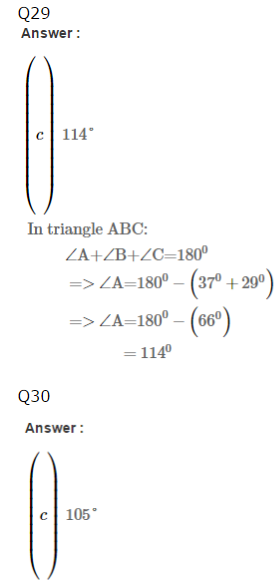 Q29
Answer :
( c ) 114°
In triangle ABC:
∠A+∠B+∠C=180⁰
=> ∠A=180⁰ − (37⁰ + 29⁰)
=> ∠A=180⁰ − (66⁰)
= 114⁰
Q30
Answer :
( c ) 105°